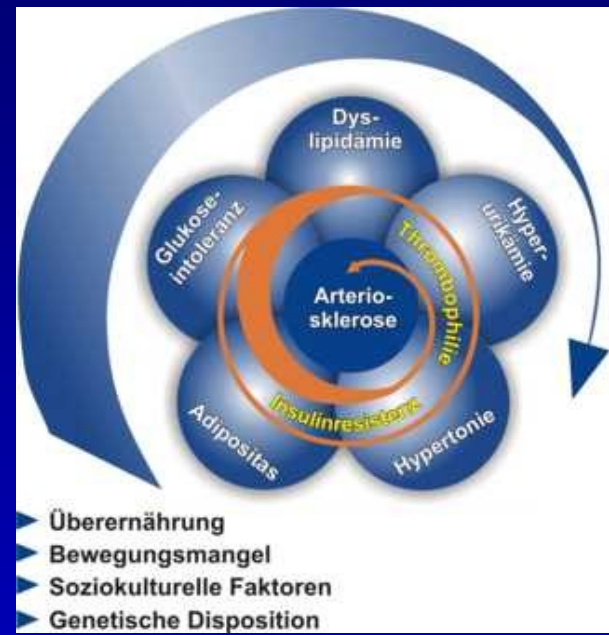 Dys-
lipidämie
Glukose-
intoleranz
Hyper-
urikämie
Thrombophilie
Arterio-
sklerose
Insulinresistenz
Adipositas
Hypertonie
Überernährung
Bewegungsmangel
Soziokulturelle Faktoren
Genetische Disposition